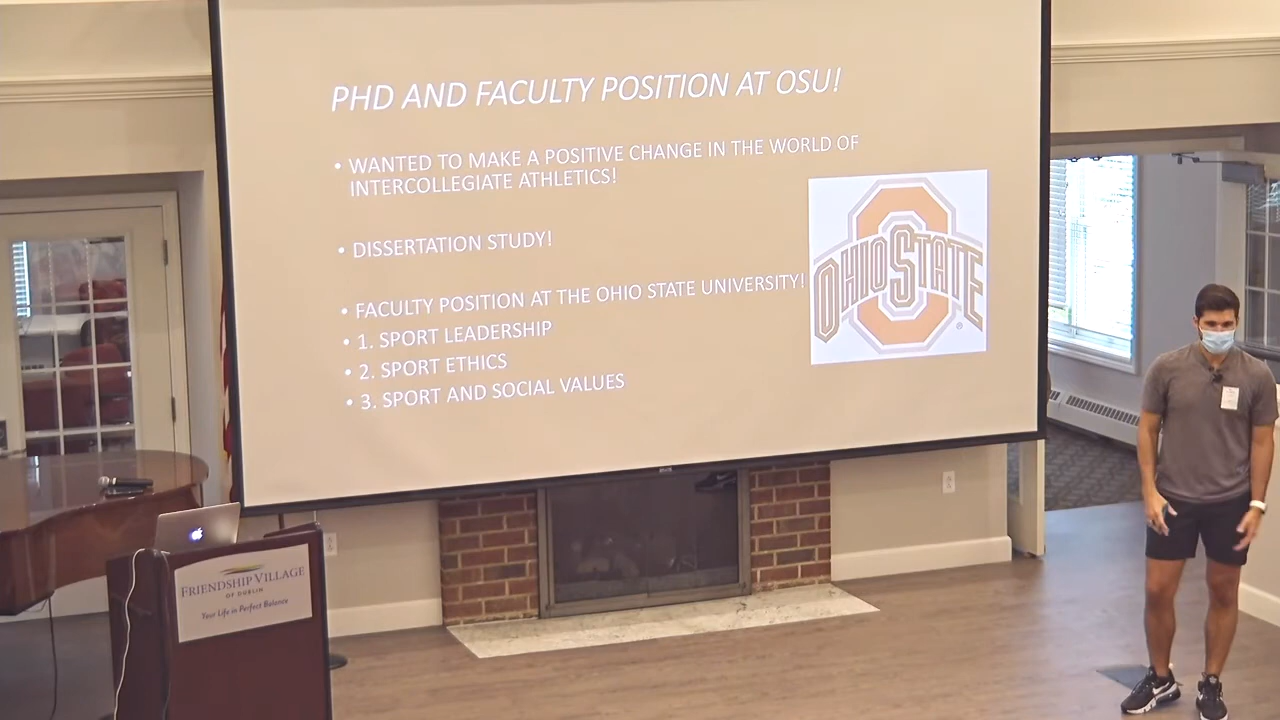 PHD AND FACULTY POSITION AT OSU!
• WANTED TO MAKE A POSITIVE CHANGE IN THE WORLD OF
INTERCOLLEGIATE ATHLETICS!
• DISSERTATION STUDY!
• FACULTY POSITION AT THE OHIO STATE UNIVERSITY!
• 1. SPORT LEADERSHIP
• 2. SPORT ETHICS
• 3. SPORT AND SOCIAL VALUES
OHIO STATE
®
FRIENDSHIP VILLAGE
OF DUBLIN
Your Life in Perfect Balance